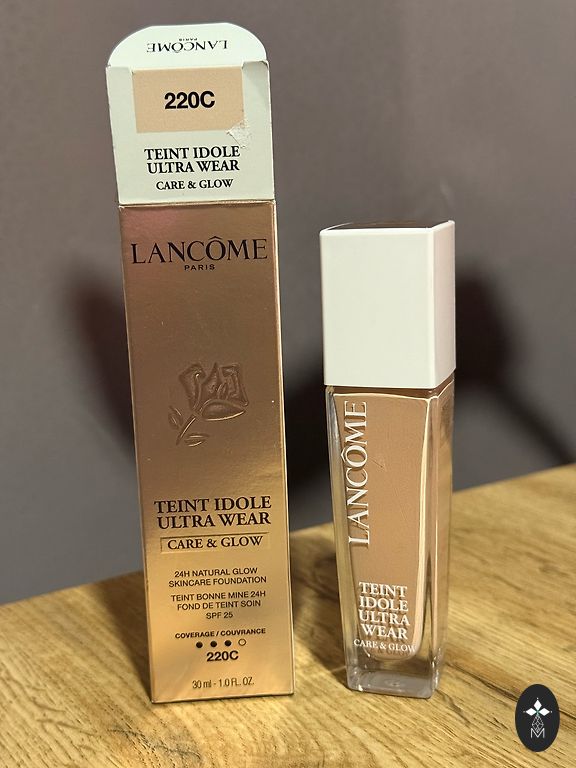 LANCÔME
PARIS
220C
TEINT IDOLE
ULTRA WEAR
CARE & GLOW
LANCÔME
PARIS
TEINT IDOLE
ULTRA WEAR
CARE & GLOW
24H NATURAL GLOW
SKINCARE FOUNDATION
TEINT BONNE MINE 24H
FOND DE TEINT SOIN
SPF 25
COVERAGE / COUVRANCE
220C
30 ml - 1.0 FL. OZ.
LANCÔME
TEINT
IDOLE
ULTRA
WEAR
CARE & GLOW
M